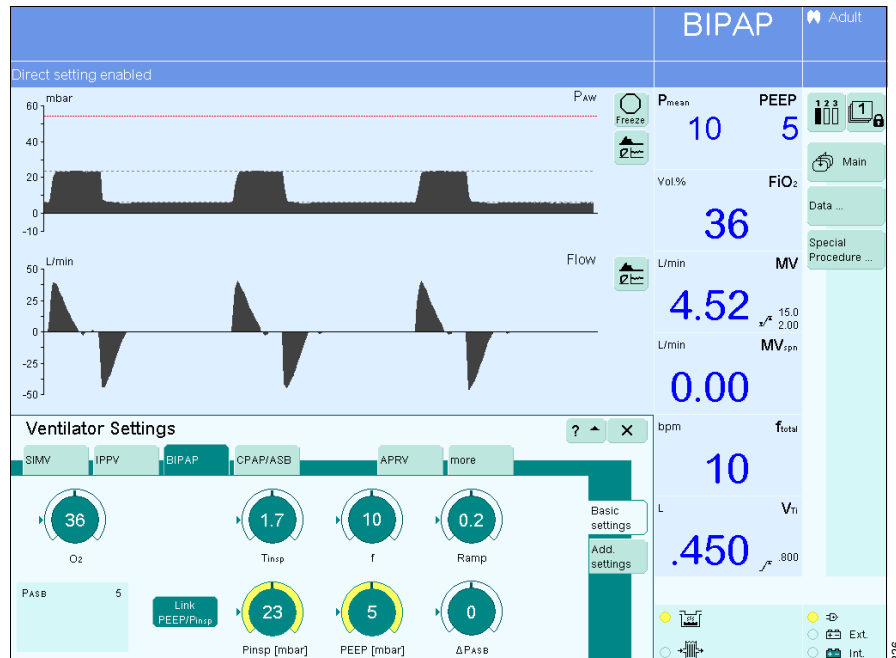 BIPAP
Adult
Direct setting enabled
mbar
PAW
60
40
20
0
-10
Freeze
Pmean
PEEP
10
5
1 2 3
1
Main
Data ...
Special
Procedure ...
Vol.%
FiO2
36
L/min
Flow
50
25
0
-25
-50
L/min
MV
4.52
15.0
2.00
L/min
MVspn
0.00
Ventilator Settings
?
X
SIMV
IPPV
BIPAP
CPAP/ASB
APRV
more
bpm
ftotal
10
36
1.7
10
0.2
O2
Tinsp
f
Ramp
Basic
settings
Add.
settings
L
VTi
.450
.800
PASB
5
Link
PEEP/Pinsp
23
5
0
Pinsp [mbar]
PEEP [mbar]
ΔPASB
Ext.
Int.